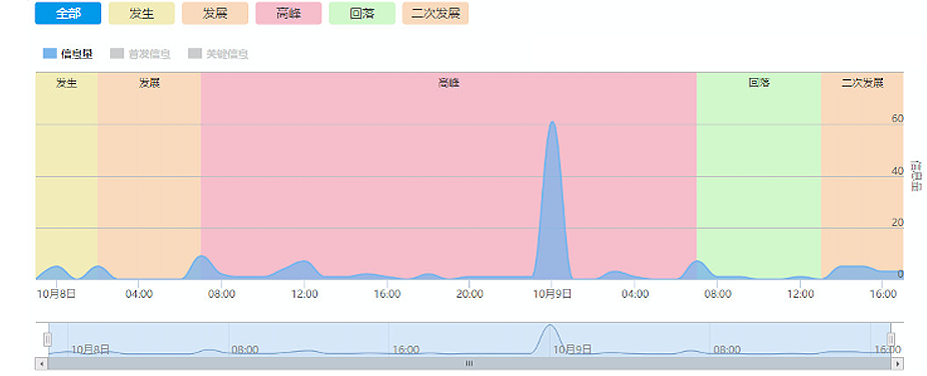 全部 发生 发展 高峰 回落 二次发展
信息量 首发信息 关键信息
发生 发展 高峰 回落 二次发展
60
40
20
0
信息量
10月8日 04:00 08:00 12:00 16:00 20:00 10月9日 04:00 08:00 12:00 16:00
10月8日 08:00 16:00 10月9日 08:00 16:00